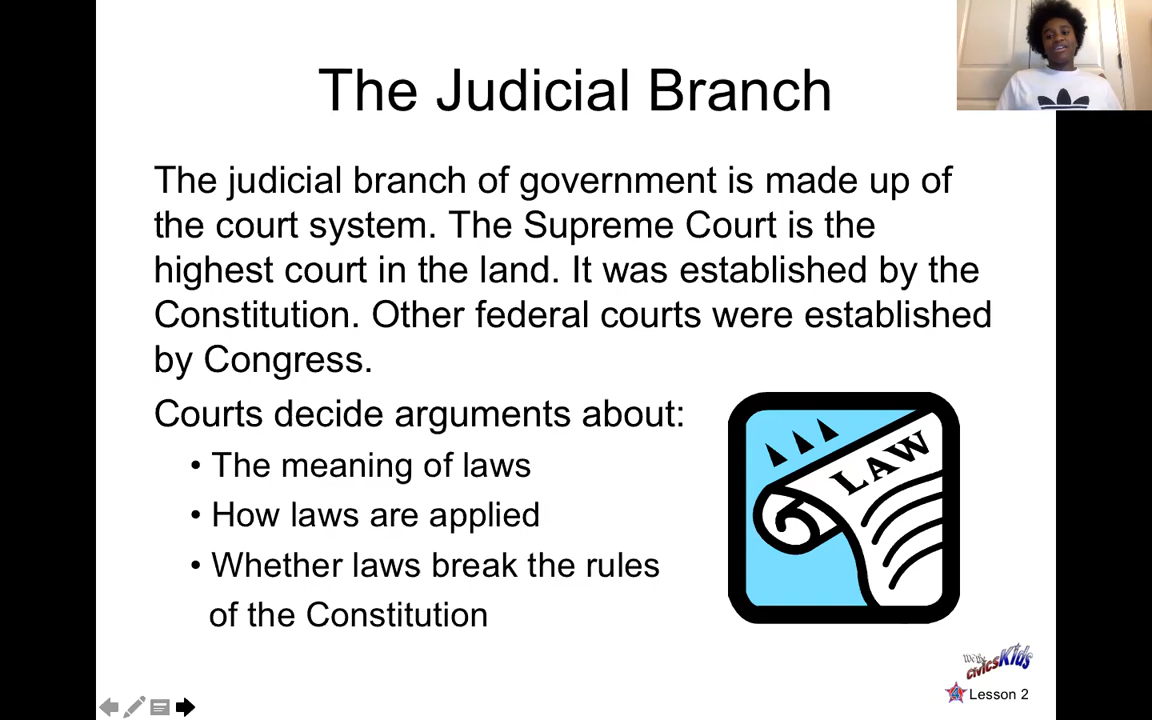 The Judicial Branch
The judicial branch of government is made up of
the court system. The Supreme Court is the
highest court in the land. It was established by the
Constitution. Other federal courts were established
by Congress.
Courts decide arguments about:
• The meaning of laws
• How laws are applied
• Whether laws break the rules
of the Constitution
LAW
We the
civicsKids
4 Lesson 2